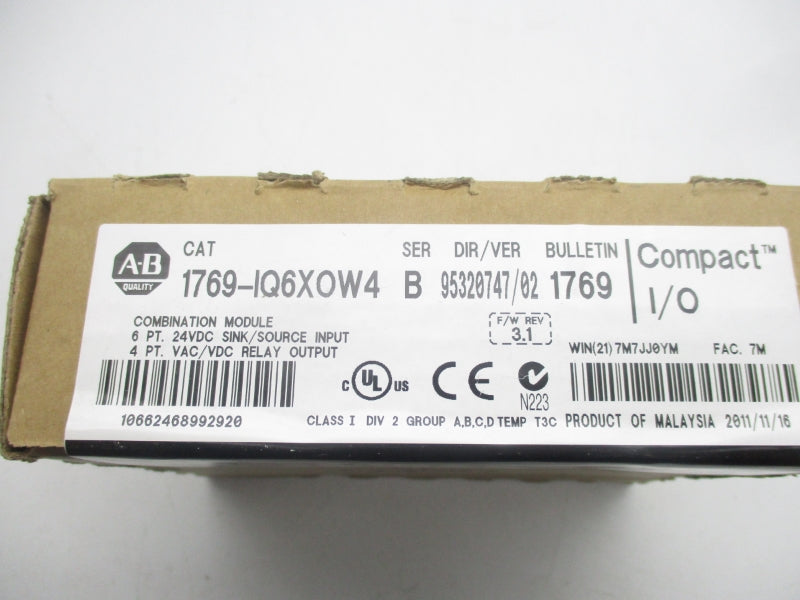 A-B
QUALITY
CAT SER DIR/VER BULLETIN
1769-IQ6XOW4 B 95320747/02 1769
Compact™
I/O
COMBINATION MODULE
6 PT. 24VDC SINK/SOURCE INPUT
4 PT. VAC/VDC RELAY OUTPUT
F/W REV
3.1
WIN(21)7M7JJ0YM FAC. 7M
C UL US
CE
N223
10662468992920
CLASS I DIV 2 GROUP A,B,C,D TEMP T3C
PRODUCT OF MALAYSIA 2011/11/16